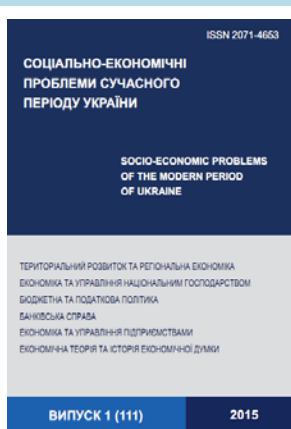 ISSN 2071-4653
СОЦІАЛЬНО-ЕКОНОМІЧНІ
ПРОБЛЕМИ СУЧАСНОГО
ПЕРІОДУ УКРАЇНИ
SOCIO-ECONOMIC PROBLEMS
OF THE MODERN PERIOD
OF UKRAINE
ТЕРИТОРІАЛЬНИЙ РОЗВИТОК ТА РЕГІОНАЛЬНА ЕКОНОМІКА
ЕКОНОМІКА ТА УПРАВЛІННЯ НАЦІОНАЛЬНИМ ГОСПОДАРСТВОМ
БЮДЖЕТНА ТА ПОДАТКОВА ПОЛІТИКА
БАНКІВСЬКА СПРАВА
ЕКОНОМІКА ТА УПРАВЛІННЯ ПІДПРИЄМСТВАМИ
ЕКОНОМІЧНА ТЕОРІЯ ТА ІСТОРІЯ ЕКОНОМІЧНОЇ ДУМКИ
ВИПУСК 1 (111)
2015